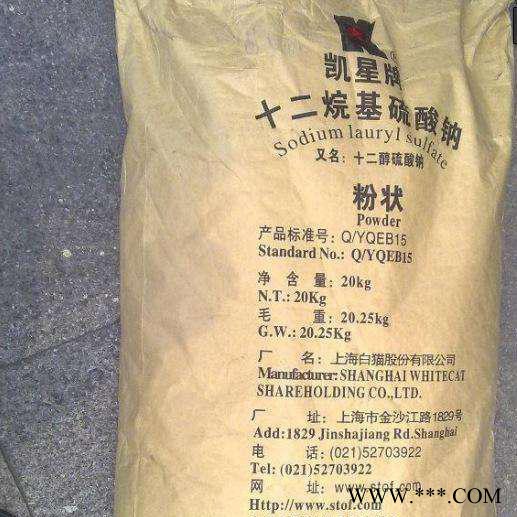 凯星牌
十二烷基硫酸钠
Sodium lauryl sulfate
又名：十二醇硫酸钠
粉状
Powder
产品标准号：Q/YQEB15
Standard No.: Q/YQEB15
净 含 量：20kg
N.T.: 20Kg
毛 重：20.25Kg
G.W.: 20.25Kg
厂 名：上海白猫股份有限公司
Manufacturer: SHANGHAI WHITECAT
SHAREHOLDING CO.,LTD.
厂 址：上海市金沙江路1829号
Add: 1829 Jinshajiang Rd.Shanghai
电 话：(021)52703922
Tel: (021)52703922
网 址：www.stof.com
Http://www.stof.com
WWW.***.COM